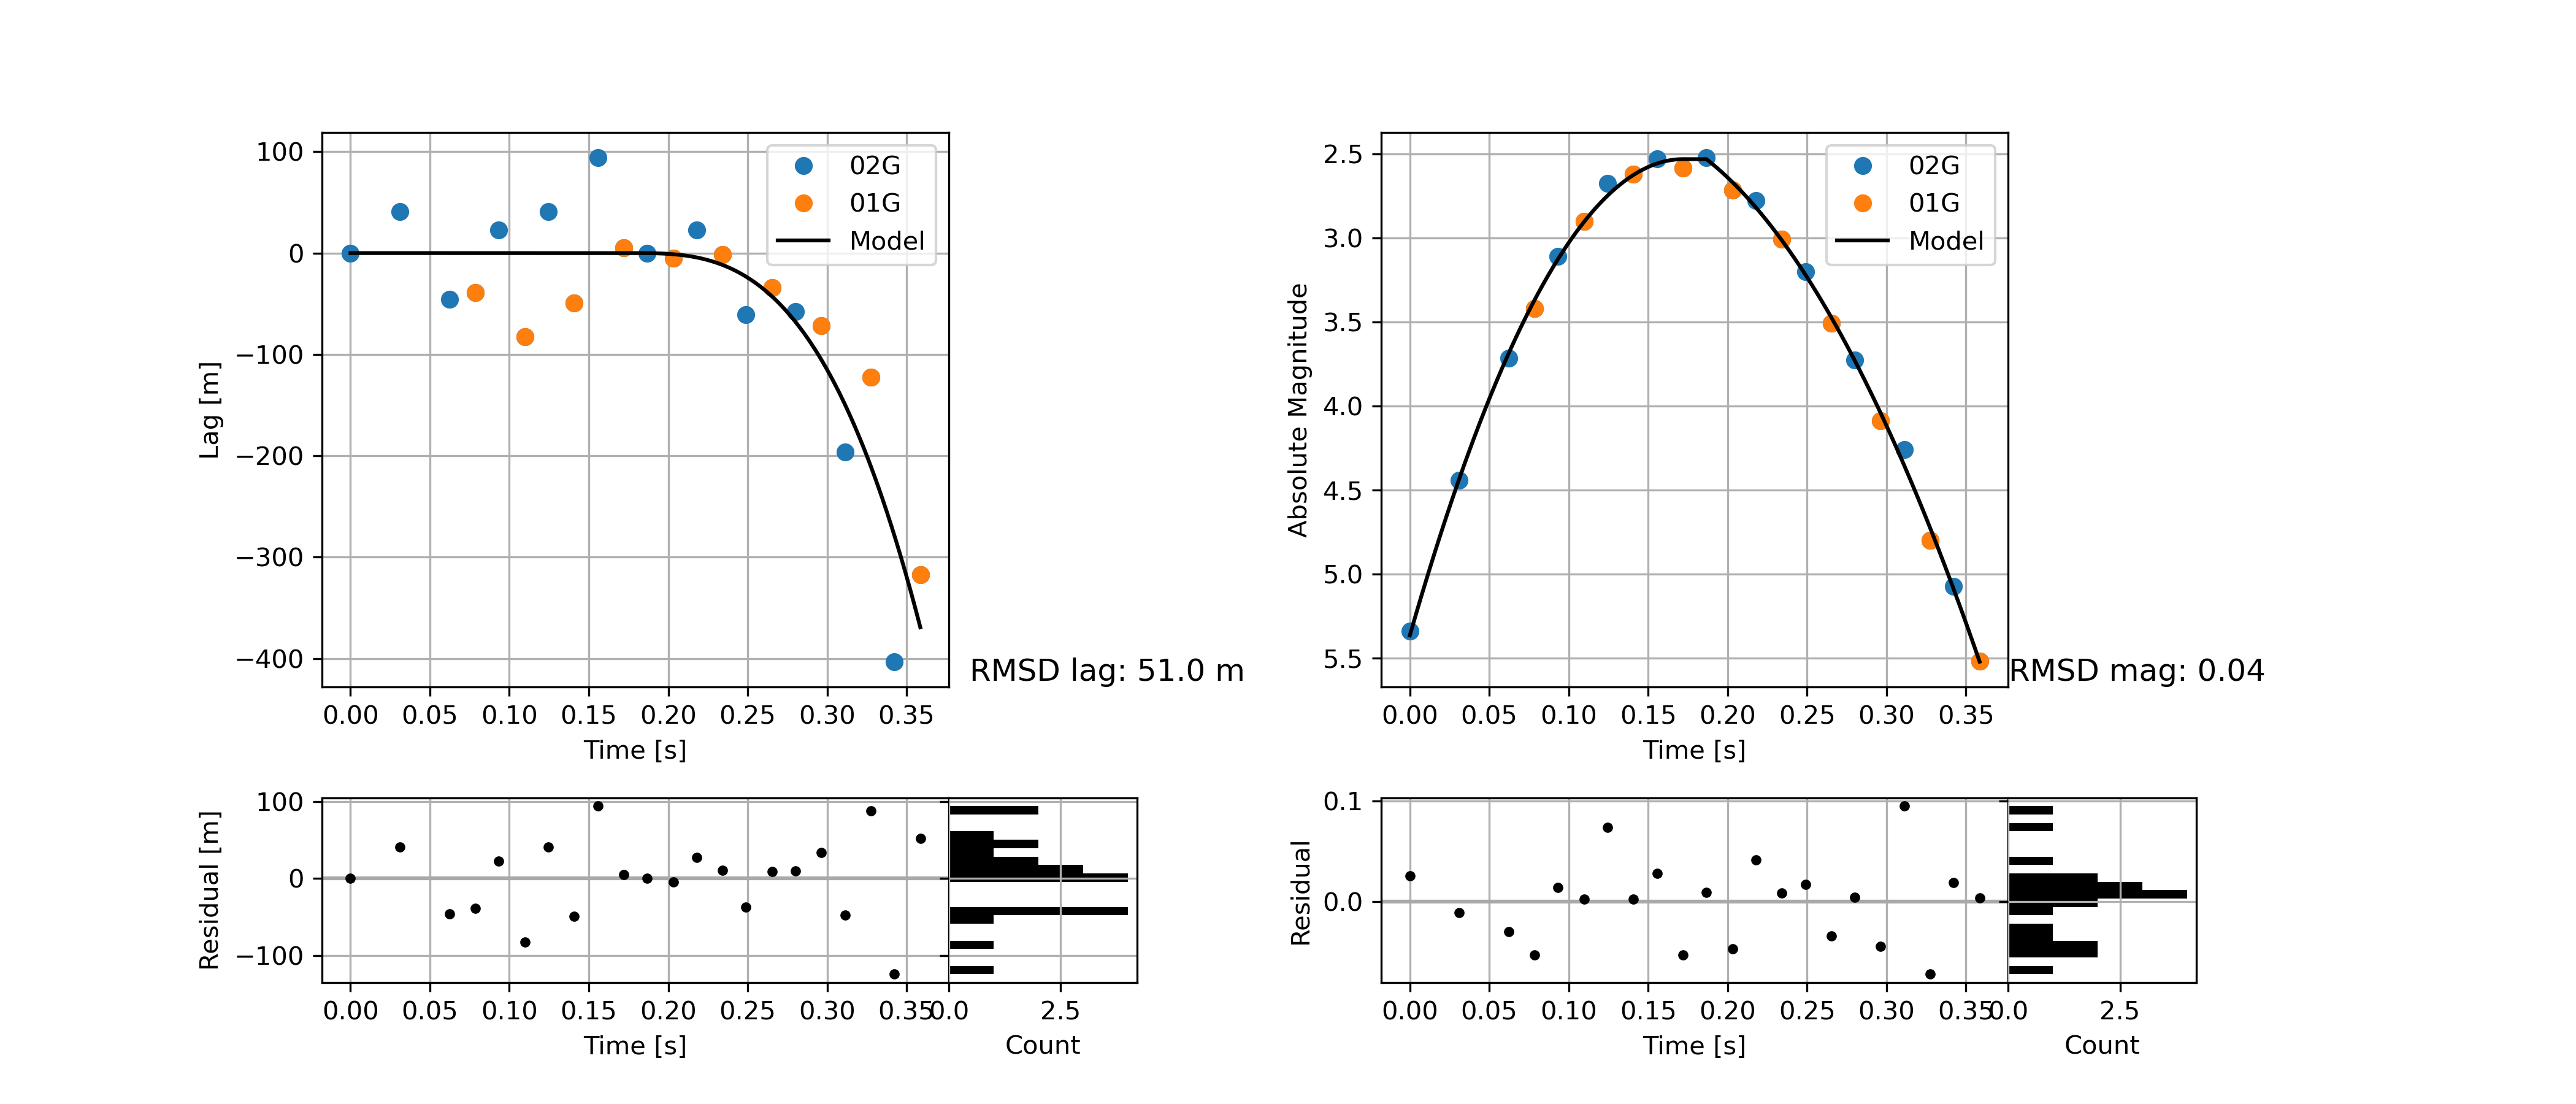 100
0
−100
−200
−300
−400
Lag [m]
02G
01G
Model
0.00 0.05 0.10 0.15 0.20 0.25 0.30 0.35
Time [s]
RMSD lag: 51.0 m
2.5
3.0
3.5
4.0
4.5
5.0
5.5
Absolute Magnitude
02G
01G
Model
0.00 0.05 0.10 0.15 0.20 0.25 0.30 0.35
Time [s]
RMSD mag: 0.04
100
0
−100
Residual [m]
0.00 0.05 0.10 0.15 0.20 0.25 0.30 0.35
Time [s]
0.0 2.5
Count
0.1
0.0
Residual
0.00 0.05 0.10 0.15 0.20 0.25 0.30 0.35
Time [s]
0.0 2.5
Count